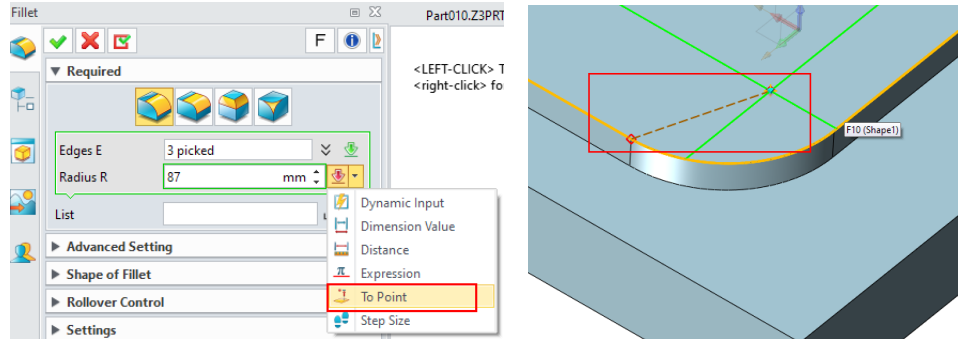 Fillet
Part010.Z3PRT
F
<LEFT-CLICK> T
<right-click> fo
Required
Edges E 3 picked
Radius R 87 mm
List
Dynamic Input
Dimension Value
Distance
π Expression
To Point
Step Size
Advanced Setting
Shape of Fillet
Rollover Control
Settings
F10 (Shape1)